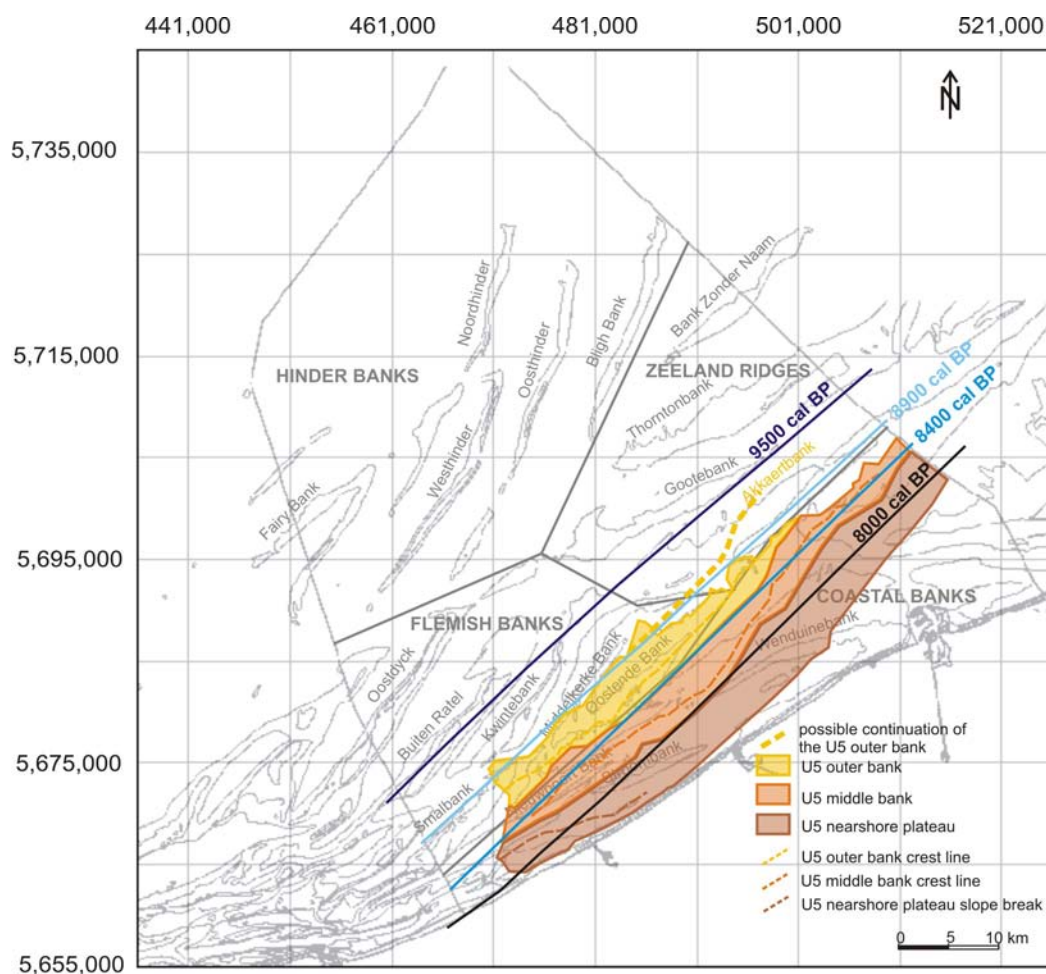 441,000 461,000 481,000 501,000 521,000
N
5,735,000
5,715,000
5,695,000
5,675,000
5,655,000
Noordhinder
Oosthinder
Bligh Bank
Bank Zonder Naam
HINDER BANKS
ZEELAND RIDGES
Westhinder
Fairy Bank
Thorntonbank
Gootebank
Akkaertbank
9500 cal BP
8900 cal BP
8400 cal BP
8000 cal BP
FLEMISH BANKS
COASTAL BANKS
Oostdyck
Buiten Ratel
Kwintebank
Middelkerke Bank
Oostende Bank
Wenduinebank
Smalbank
Nieuwpoort Bank
possible continuation of
the U5 outer bank
U5 outer bank
U5 middle bank
U5 nearshore plateau
U5 outer bank crest line
U5 middle bank crest line
U5 nearshore plateau slope break
0 5 10 km